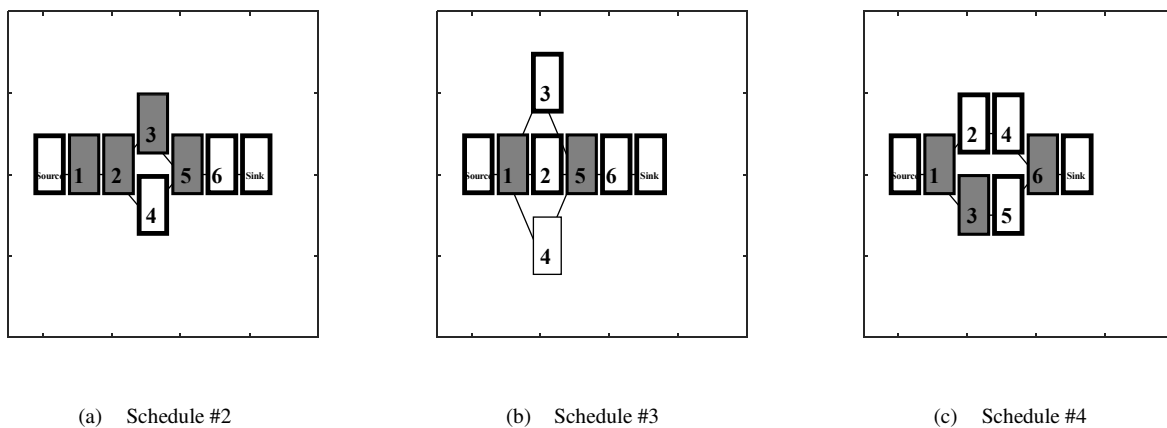 3
Source 1 2 5 6 Sink
4
(a) Schedule #2
3
Source 1 2 5 6 Sink
4
(b) Schedule #3
2 4
Source 1 6 Sink
3 5
(c) Schedule #4